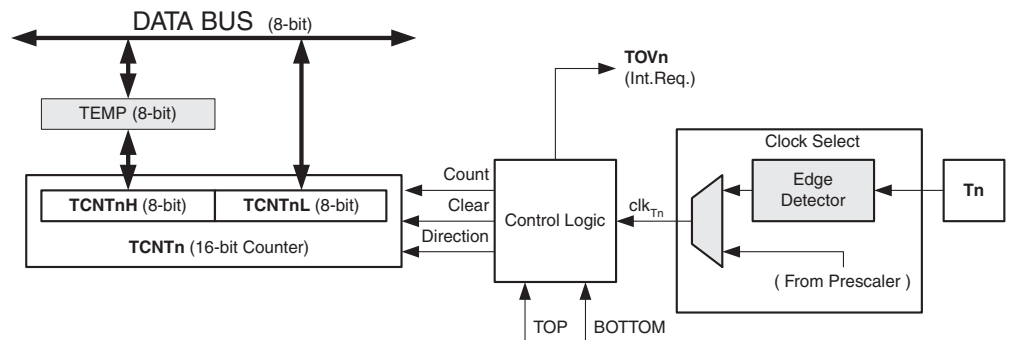 DATA BUS (8-bit)
TOVn
(Int.Req.)
TEMP (8-bit)
Clock Select
Count
Edge
Detector
Tn
TCNTnH (8-bit) TCNTnL (8-bit)
Clear
Control Logic
clkTn
TCNTn (16-bit Counter)
Direction
( From Prescaler )
TOP
BOTTOM